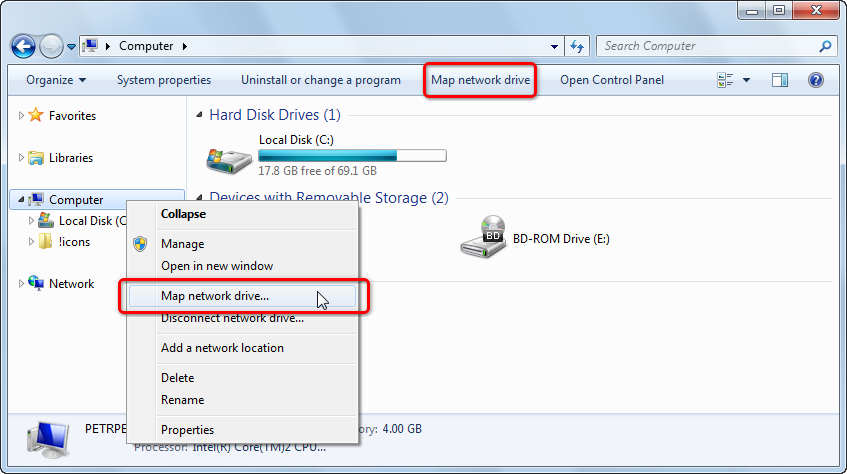 Computer
Search Computer
Organize
System properties
Uninstall or change a program
Map network drive
Open Control Panel
Favorites
Libraries
Computer
Local Disk (C
!icons
Network
Hard Disk Drives (1)
Local Disk (C:)
17.8 GB free of 69.1 GB
Devices with Removable Storage (2)
BD
BD-ROM Drive (E:)
Collapse
Manage
Open in new window
Map network drive...
Disconnect network drive...
Add a network location
Delete
Rename
Properties
PETRPE
ory: 4.00 GB
Processor: Intel(R) Core(TM)2 CPU...